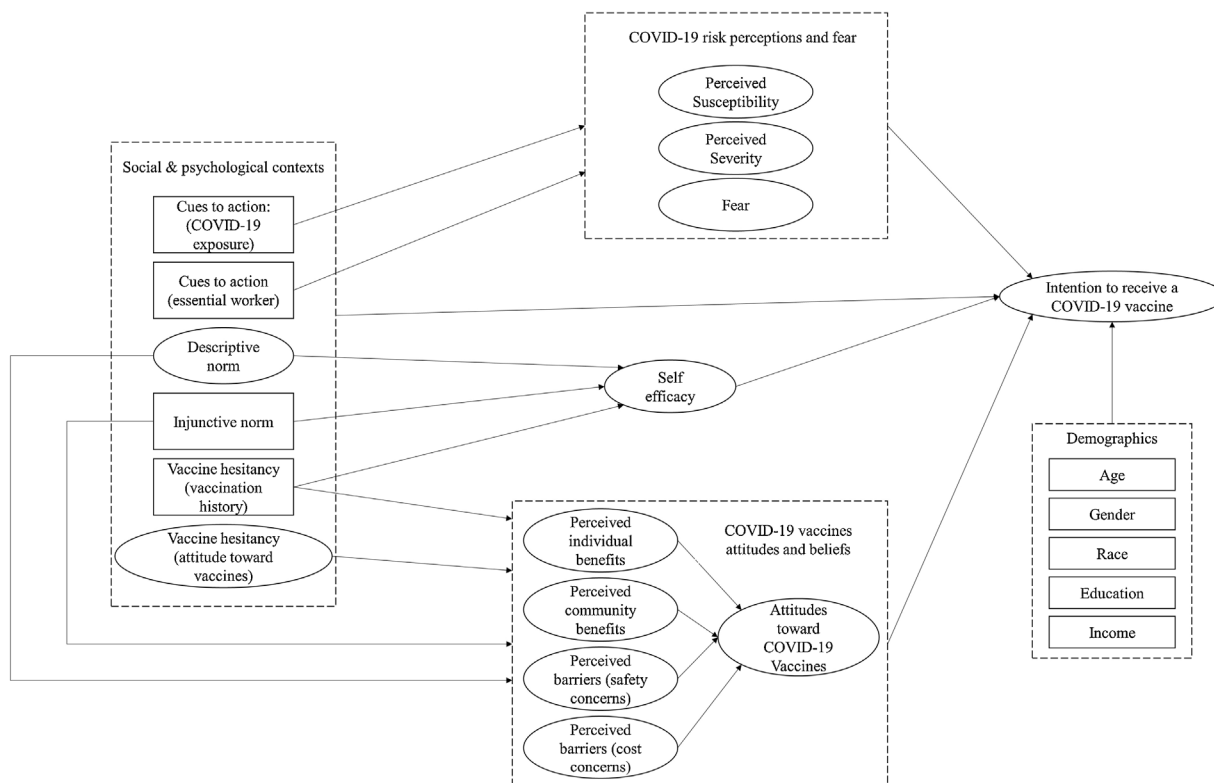 COVID-19 risk perceptions and fear
Perceived
Susceptibility
Perceived
Severity
Fear
Social & psychological contexts
Cues to action:
(COVID-19
exposure)
Cues to action
(essential worker)
Descriptive
norm
Injunctive norm
Vaccine hesitancy
(vaccination
history)
Vaccine hesitancy
(attitude toward
vaccines)
Self
efficacy
Intention to receive a
COVID-19 vaccine
Demographics
Age
Gender
Race
Education
Income
COVID-19 vaccines
attitudes and beliefs
Perceived
individual
benefits
Perceived
community
benefits
Perceived
barriers (safety
concerns)
Perceived
barriers (cost
concerns)
Attitudes
toward
COVID-19
Vaccines